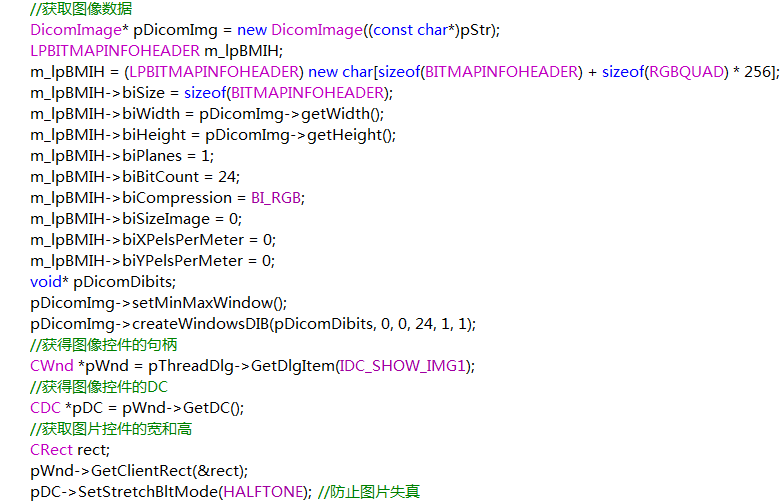 //获取图像数据
DicomImage* pDicomImg = new DicomImage((const char*)pStr);
LPBITMAPINFOHEADER m_lpBMIH;
m_lpBMIH = (LPBITMAPINFOHEADER) new char[sizeof(BITMAPINFOHEADER) + sizeof(RGBQUAD) * 256];
m_lpBMIH->biSize = sizeof(BITMAPINFOHEADER);
m_lpBMIH->biWidth = pDicomImg->getWidth();
m_lpBMIH->biHeight = pDicomImg->getHeight();
m_lpBMIH->biPlanes = 1;
m_lpBMIH->biBitCount = 24;
m_lpBMIH->biCompression = BI_RGB;
m_lpBMIH->biSizeImage = 0;
m_lpBMIH->biXPelsPerMeter = 0;
m_lpBMIH->biYPelsPerMeter = 0;
void* pDicomDibits;
pDicomImg->setMinMaxWindow();
pDicomImg->createWindowsDIB(pDicomDibits, 0, 0, 24, 1, 1);
//获得图像控件的句柄
CWnd *pWnd = pThreadDlg->GetDlgItem(IDC_SHOW_IMG1);
//获得图像控件的DC
CDC *pDC = pWnd->GetDC();
//获取图片控件的宽和高
CRect rect;
pWnd->GetClientRect(&rect);
pDC->SetStretchBltMode(HALFTONE); //防止图片失真